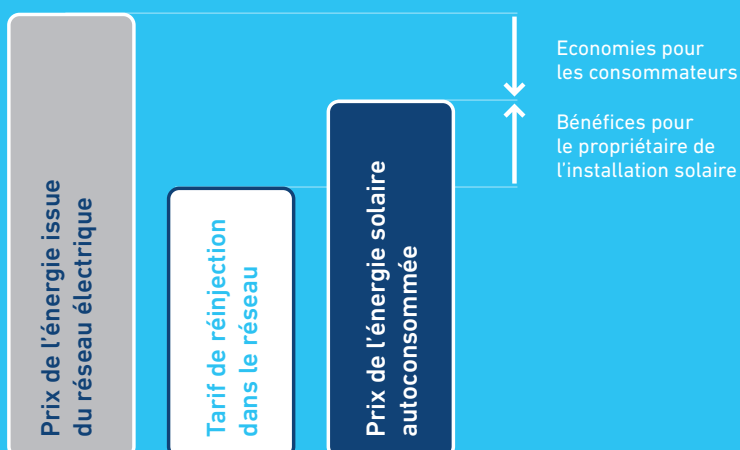 Prix de l'énergie issue
du réseau électrique
Tarif de réinjection
dans le réseau
Prix de l'énergie solaire
autoconsommée
Economies pour
les consommateurs
Bénéfices pour
le propriétaire de
l'installation solaire